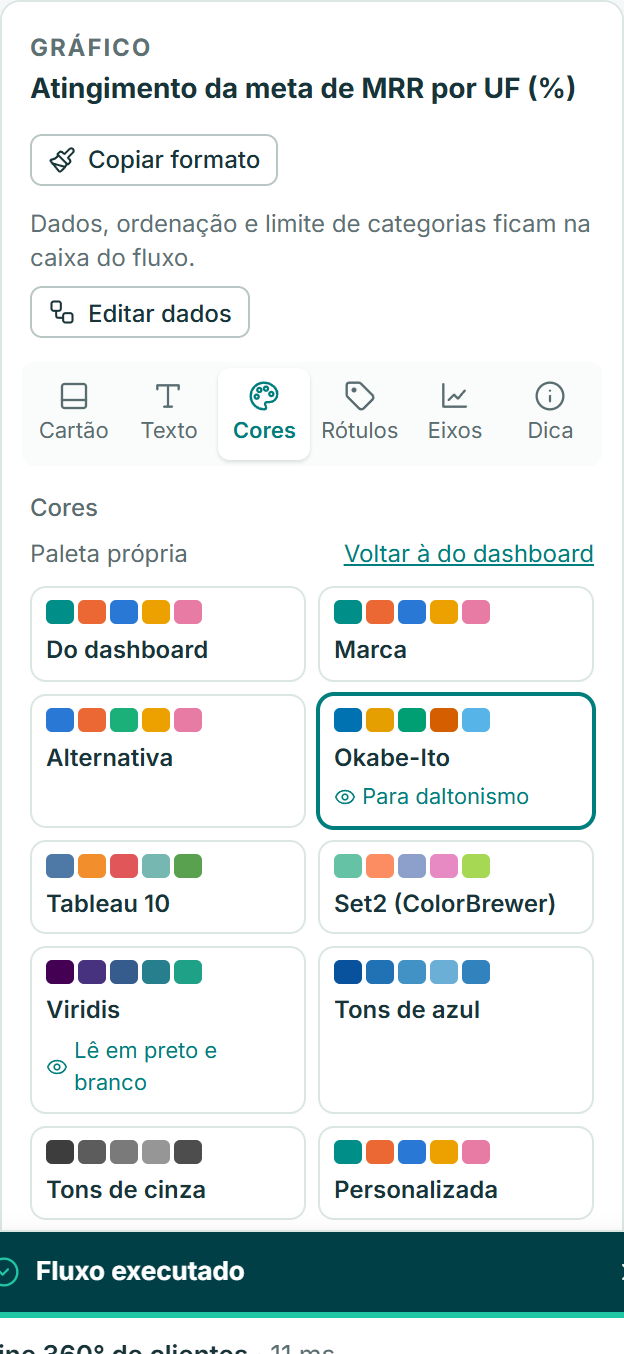 GRÁFICO
Atingimento da meta de MRR por UF (%)
Copiar formato
Dados, ordenação e limite de categorias ficam na
caixa do fluxo.
Editar dados
Cartão Texto Cores Rótulos Eixos Dica
Cores
Paleta própria Voltar à do dashboard
Do dashboard Marca
Alternativa Okabe-Ito
Para daltonismo
Tableau 10 Set2 (ColorBrewer)
Viridis Tons de azul
Lê em preto e
branco
Tons de cinza Personalizada
Fluxo executado
360° de clientes · 11 ms